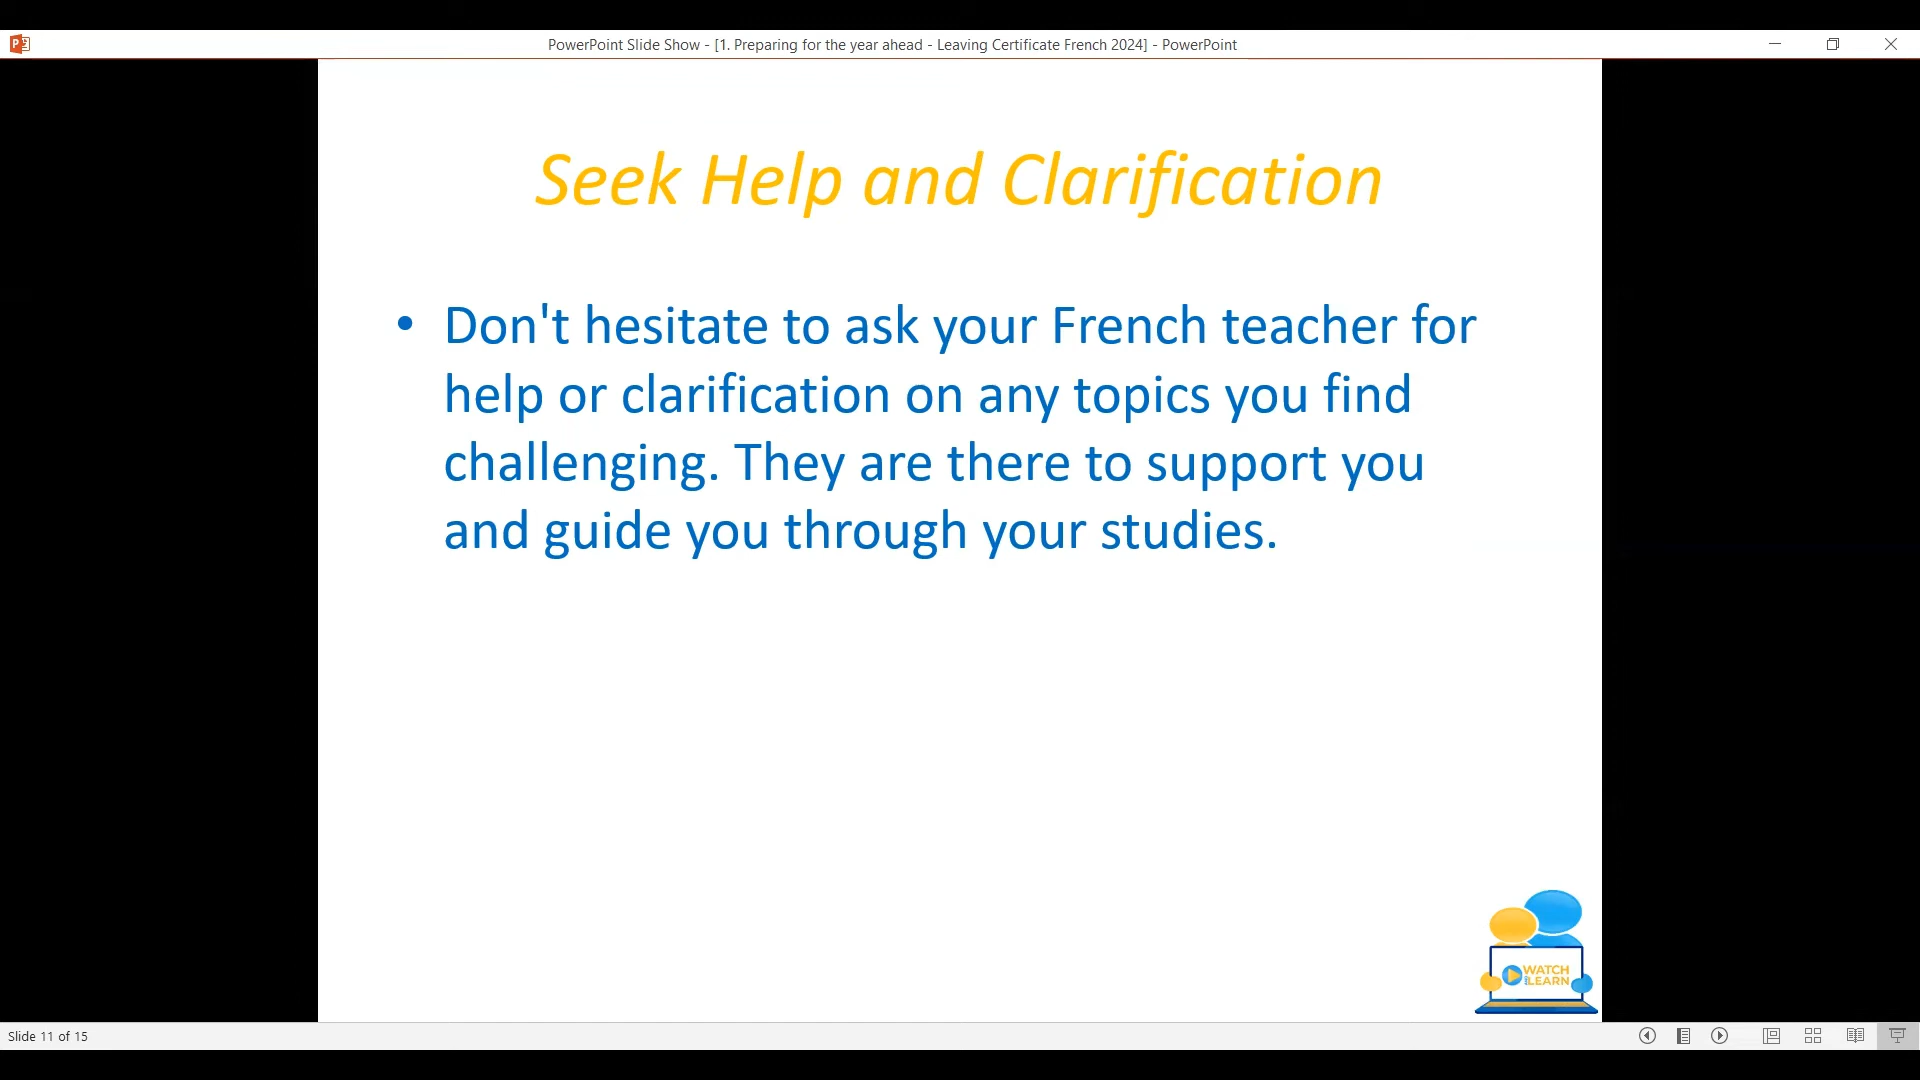 PowerPoint Slide Show - [1. Preparing for the year ahead - Leaving Certificate French 2024] - PowerPoint
Seek Help and Clarification
• Don't hesitate to ask your French teacher for
help or clarification on any topics you find
challenging. They are there to support you
and guide you through your studies.
WATCH
LEARN
Slide 11 of 15